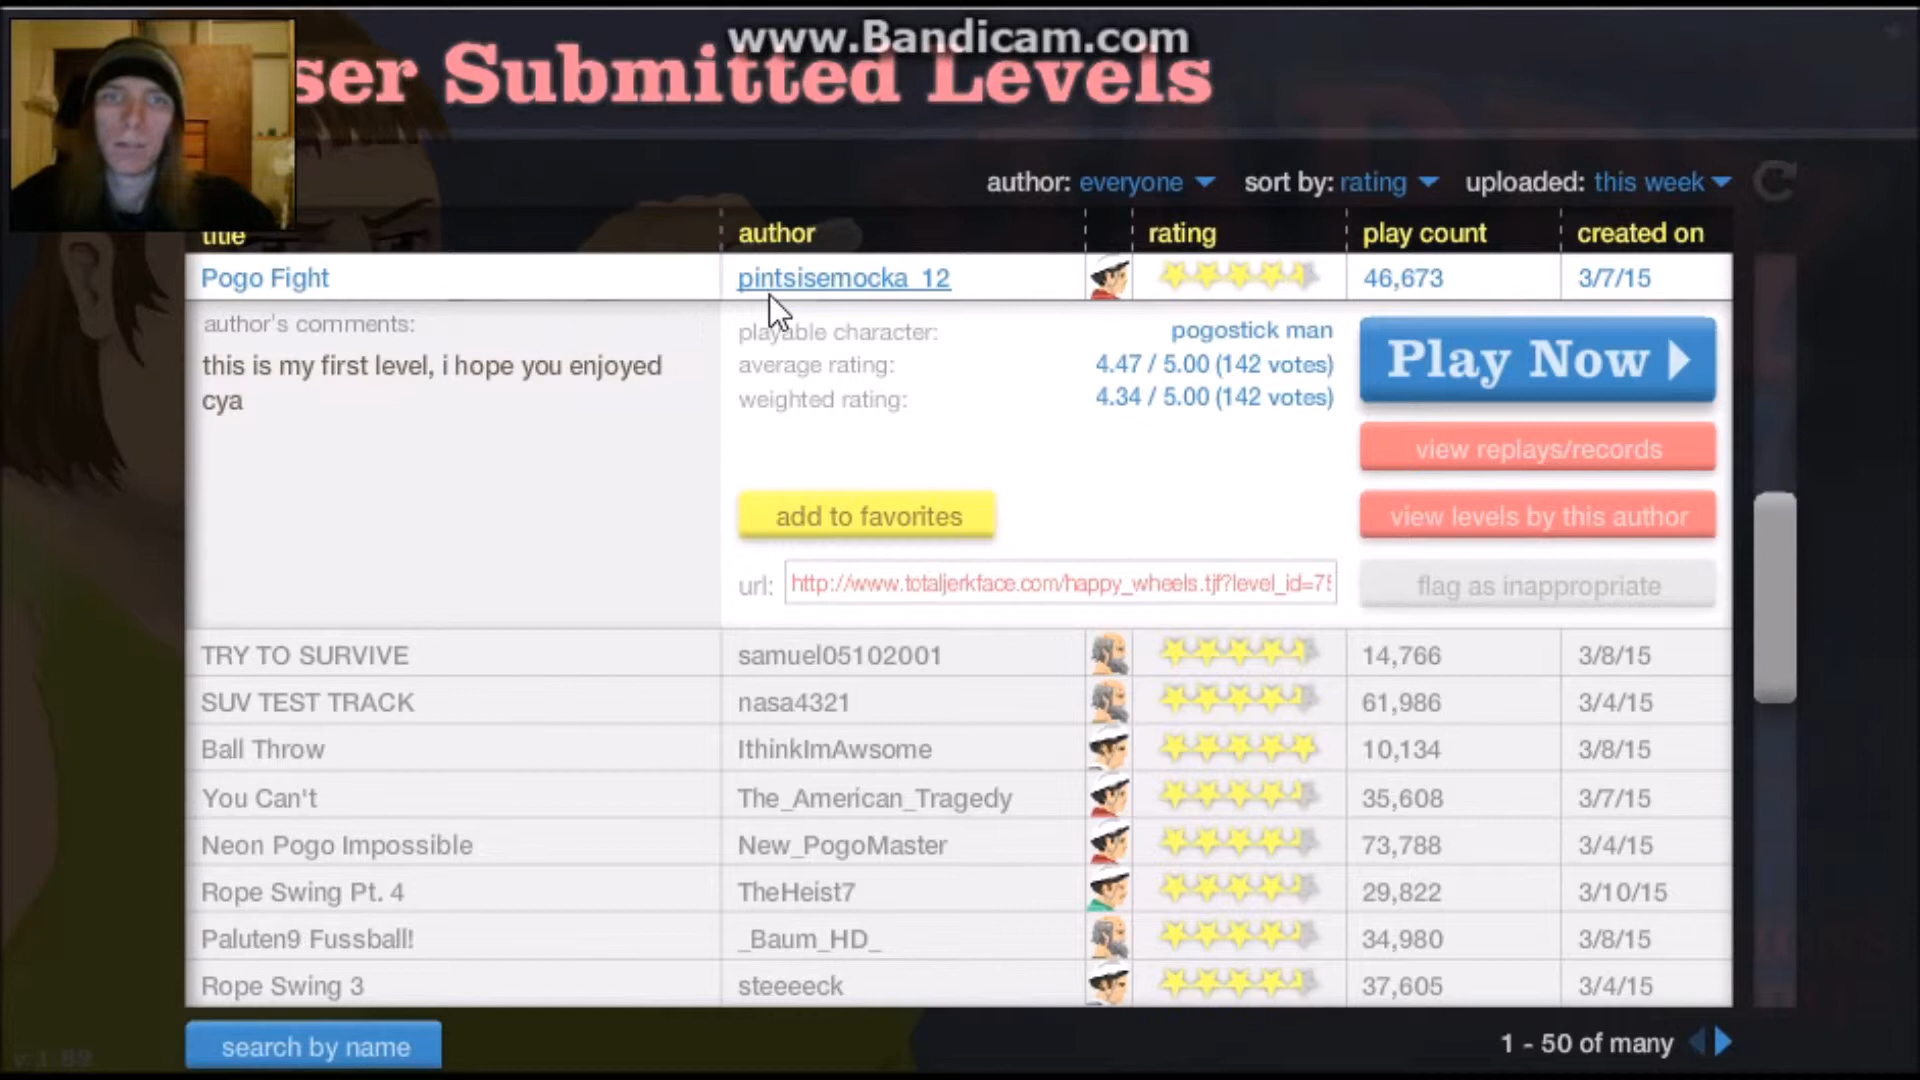 www.Bandicam.com
ser Submitted Levels
author: everyone sort by: rating uploaded: this week
title author rating play count created on
Pogo Fight pintsisemocka_12 46,673 3/7/15
author's comments:
this is my first level, i hope you enjoyed
cya
playable character: pogostick man
average rating: 4.47 / 5.00 (142 votes)
weighted rating: 4.34 / 5.00 (142 votes)
Play Now
view replays/records
add to favorites
view levels by this author
url: http://www.totaljerkface.com/happy_wheels.tjf?level_id=75
flag as inappropriate
TRY TO SURVIVE samuel05102001 14,766 3/8/15
SUV TEST TRACK nasa4321 61,986 3/4/15
Ball Throw IthinkImAwsome 10,134 3/8/15
You Can't The_American_Tragedy 35,608 3/7/15
Neon Pogo Impossible New_PogoMaster 73,788 3/4/15
Rope Swing Pt. 4 TheHeist7 29,822 3/10/15
Paluten9 Fussball! _Baum_HD_ 34,980 3/8/15
Rope Swing 3 steeeeck 37,605 3/4/15
search by name
1 - 50 of many
v:1.89